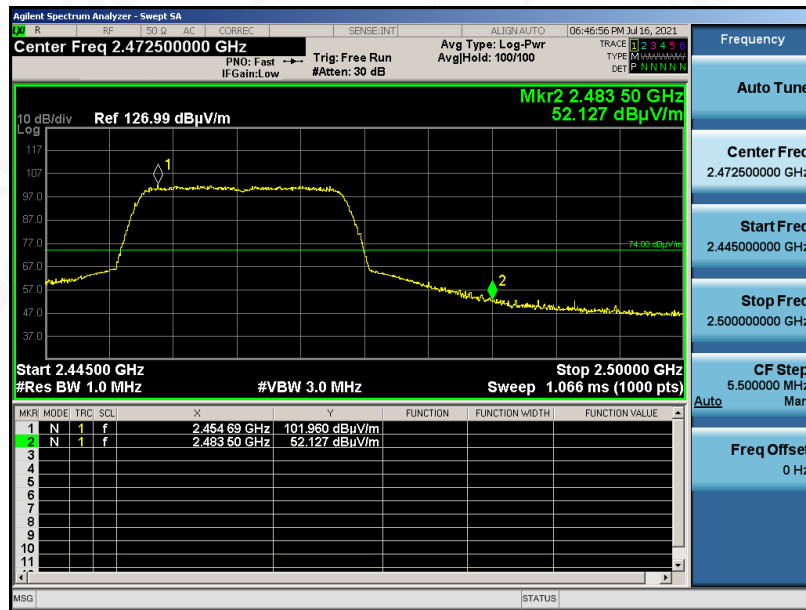 Agilent Spectrum Analyzer - Swept SA
LXI R RF 50 Ω AC CORREC SENSE:INT ALIGN AUTO 06:46:56 PM Jul 16, 2021
Center Freq 2.472500000 GHz
PNO: Fast
IFGain:Low
Trig: Free Run
#Atten: 30 dB
Avg Type: Log-Pwr
Avg|Hold: 100/100
TRACE 1 2 3 4 5 6
TYPE M WWWWW
DET P N N N N N
Mkr2 2.483 50 GHz
52.127 dBµV/m
10 dB/div Ref 126.99 dBµV/m
Log
117
107
97.0
87.0
77.0
67.0
57.0
47.0
37.0
1
74.00 dBµV/m
2
Start 2.44500 GHz
Stop 2.50000 GHz
#Res BW 1.0 MHz
#VBW 3.0 MHz
Sweep 1.066 ms (1000 pts)
MKR MODE TRC SCL X Y FUNCTION FUNCTION WIDTH FUNCTION VALUE
1 N 1 f 2.454 69 GHz 101.960 dBµV/m
2 N 1 f 2.483 50 GHz 52.127 dBµV/m
3
4
5
6
7
8
9
10
11
MSG
STATUS
Frequency
Auto Tune
Center Freq
2.472500000 GHz
Start Freq
2.445000000 GHz
Stop Freq
2.500000000 GHz
CF Step
5.500000 MHz
Auto Man
Freq Offset
0 Hz